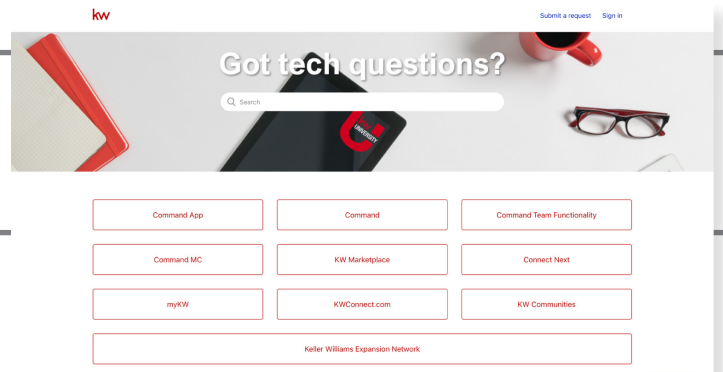 kw
Submit a request Sign in
Got tech questions?
Search
UNIVERSITY
Command App Command Command Team Functionality
Command MC KW Marketplace Connect Next
myKW KWConnect.com KW Communities
Keller Williams Expansion Network